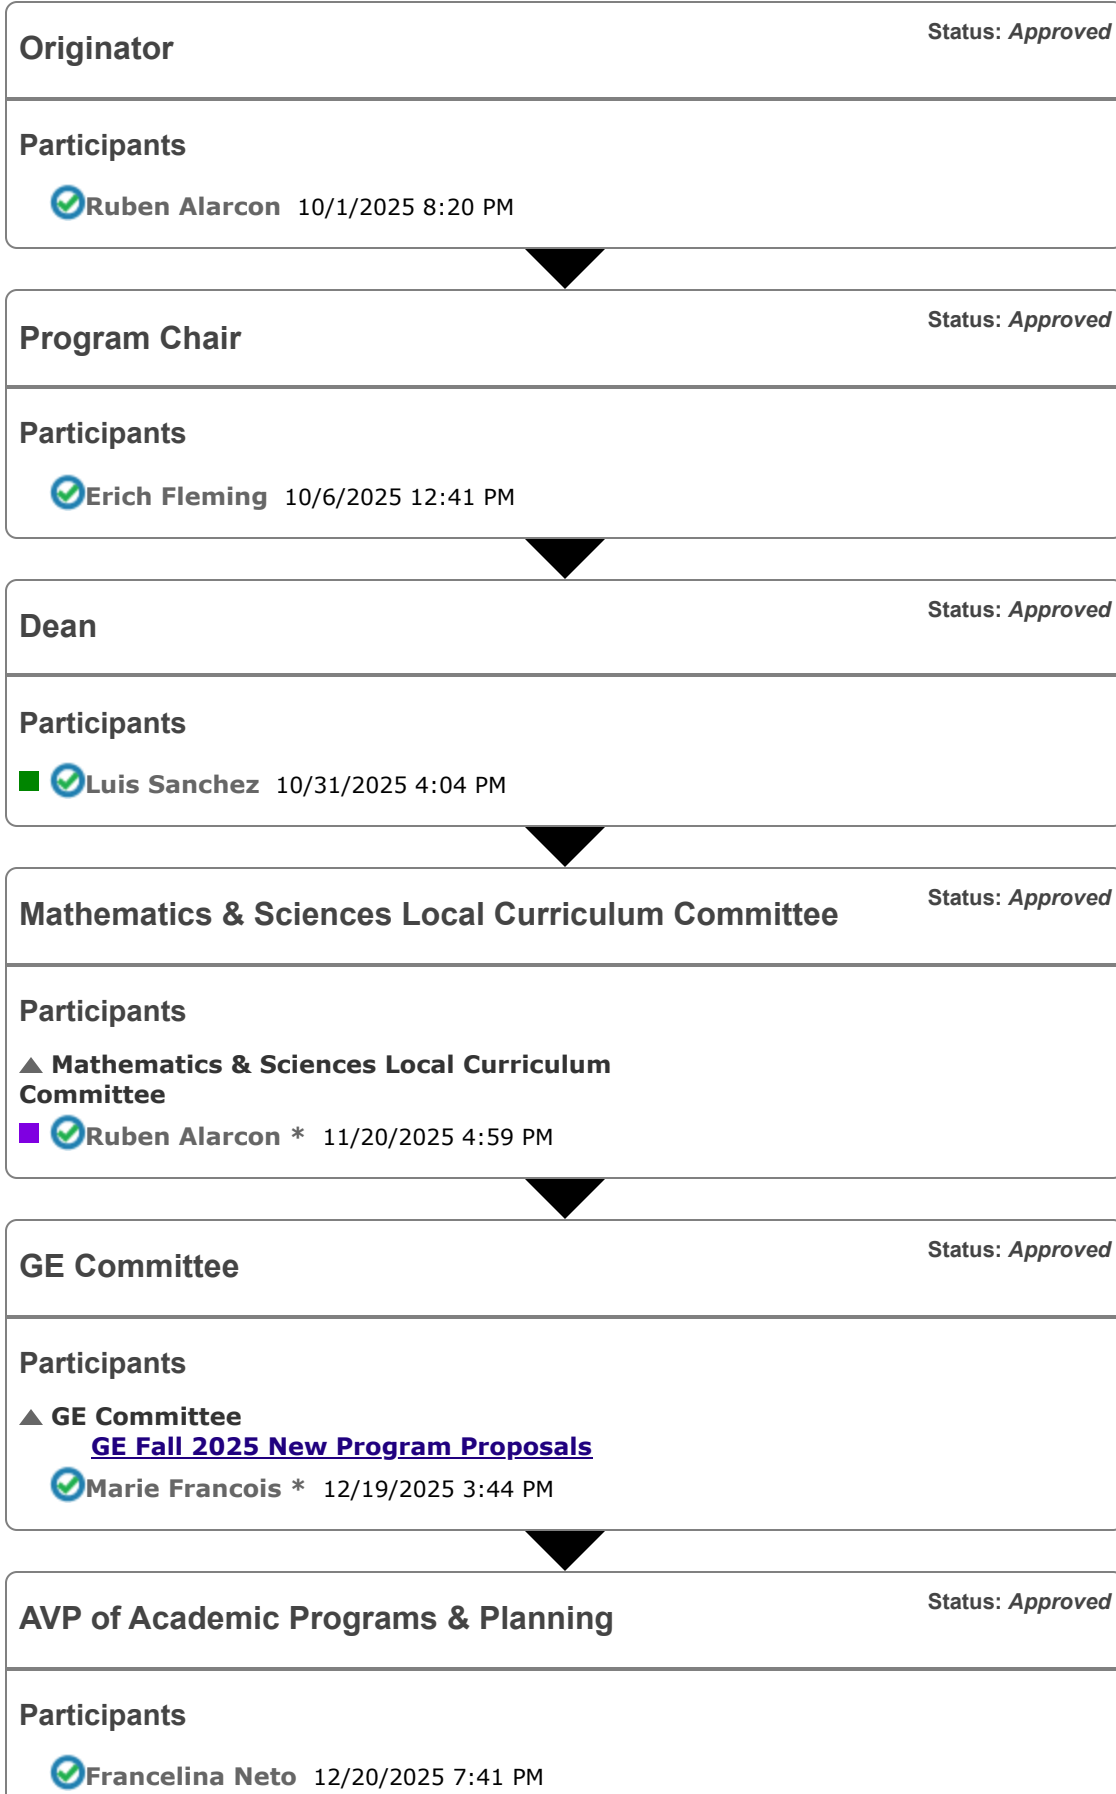 Originator
Status: Approved
Participants
Ruben Alarcon 10/1/2025 8:20 PM
Program Chair
Status: Approved
Participants
Erich Fleming 10/6/2025 12:41 PM
Dean
Status: Approved
Participants
Luis Sanchez 10/31/2025 4:04 PM
Mathematics & Sciences Local Curriculum Committee
Status: Approved
Participants
Mathematics & Sciences Local Curriculum
Committee
Ruben Alarcon * 11/20/2025 4:59 PM
GE Committee
Status: Approved
Participants
GE Committee
GE Fall 2025 New Program Proposals
Marie Francois * 12/19/2025 3:44 PM
AVP of Academic Programs & Planning
Status: Approved
Participants
Francelina Neto 12/20/2025 7:41 PM